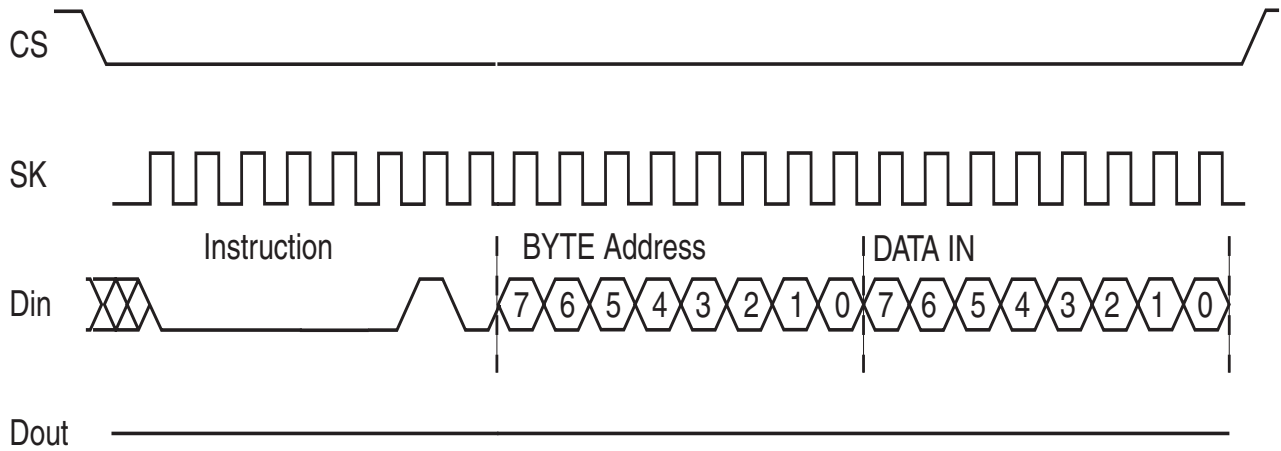 CS
SK
Instruction BYTE Address DATA IN
Din 7 6 5 4 3 2 1 0 7 6 5 4 3 2 1 0
Dout